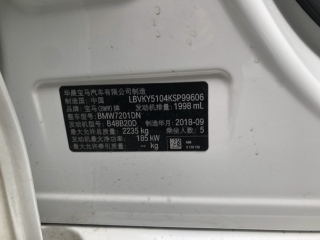 华晨宝马汽车有限公司制造
制造国：中国 LBVKY5104KSP99606
品牌：宝马(BMW)牌 发动机排量：1998 mL
整车型号：BMW7201DN
发动机型号：B48B20D 制造年月：2018-09
最大允许总质量：2235 kg 乘坐人数：5
发动机最大净功率：185 kW
最大允许牵引质量：-- kg